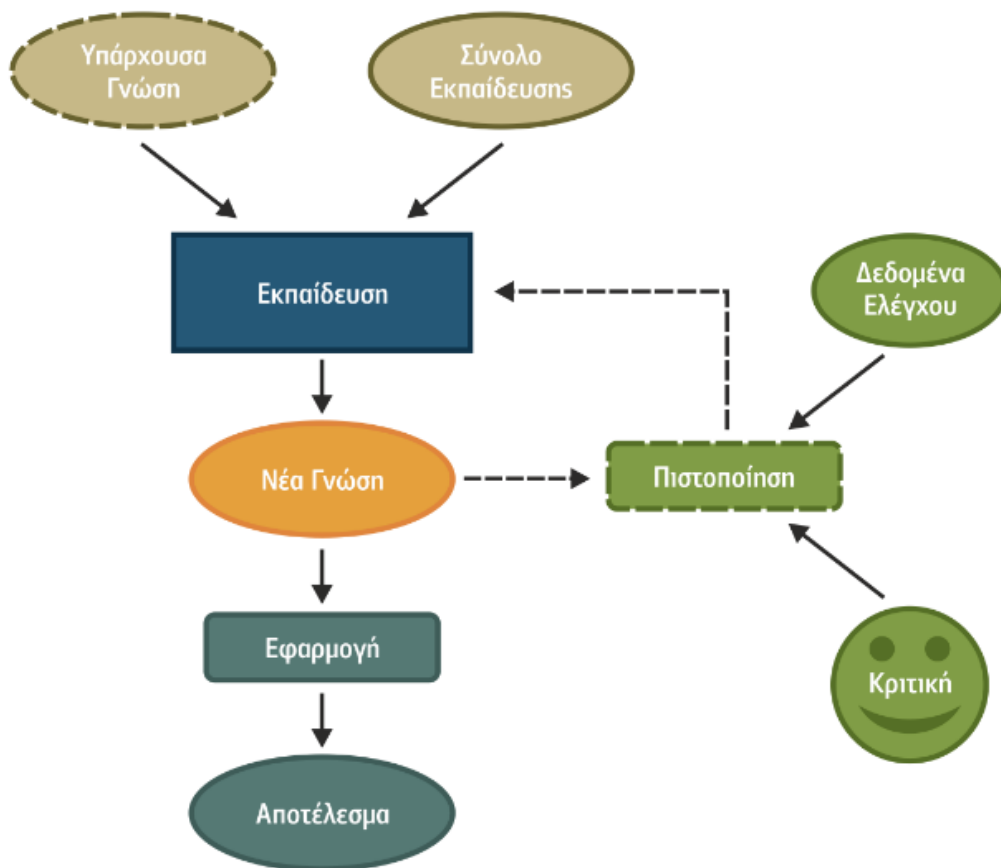 Υπάρχουσα
Γνώση
Σύνολο
Εκπαίδευσης
Εκπαίδευση
Δεδομένα
Ελέγχου
Νέα Γνώση
Πιστοποίηση
Εφαρμογή
Κριτική
Αποτέλεσμα